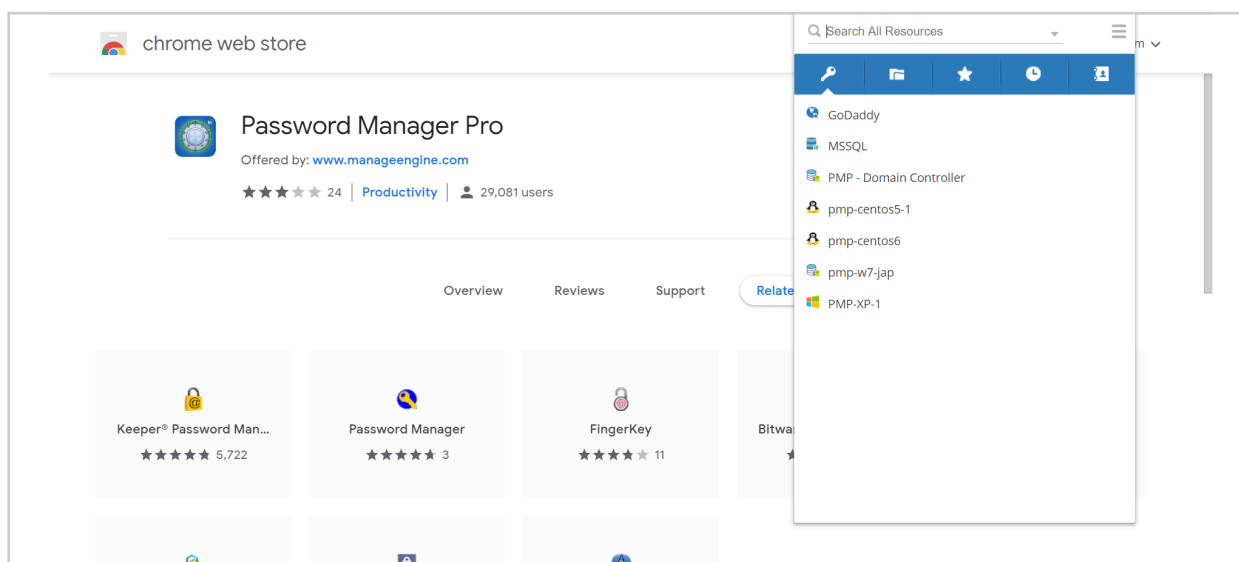 chrome web store
Search All Resources
m
Password Manager Pro
Offered by: www.manageengine.com
24 Productivity 29,081 users
GoDaddy
MSSQL
PMP - Domain Controller
pmp-centos5-1
pmp-centos6
pmp-w7-jap
PMP-XP-1
Overview Reviews Support Relate
Keeper® Password Man... Password Manager FingerKey Bitwa
5,722 3 11